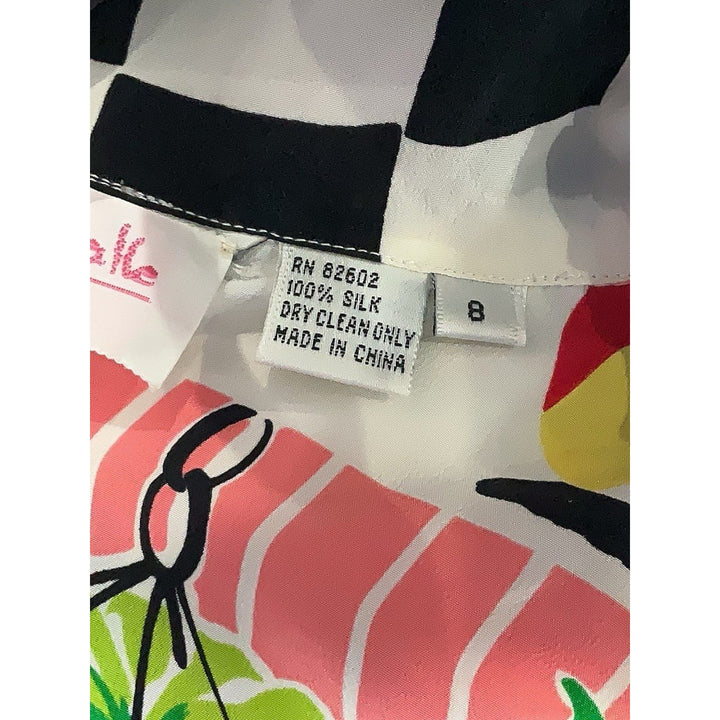 RN 82602
100% SILK
DRY CLEAN ONLY
MADE IN CHINA
8